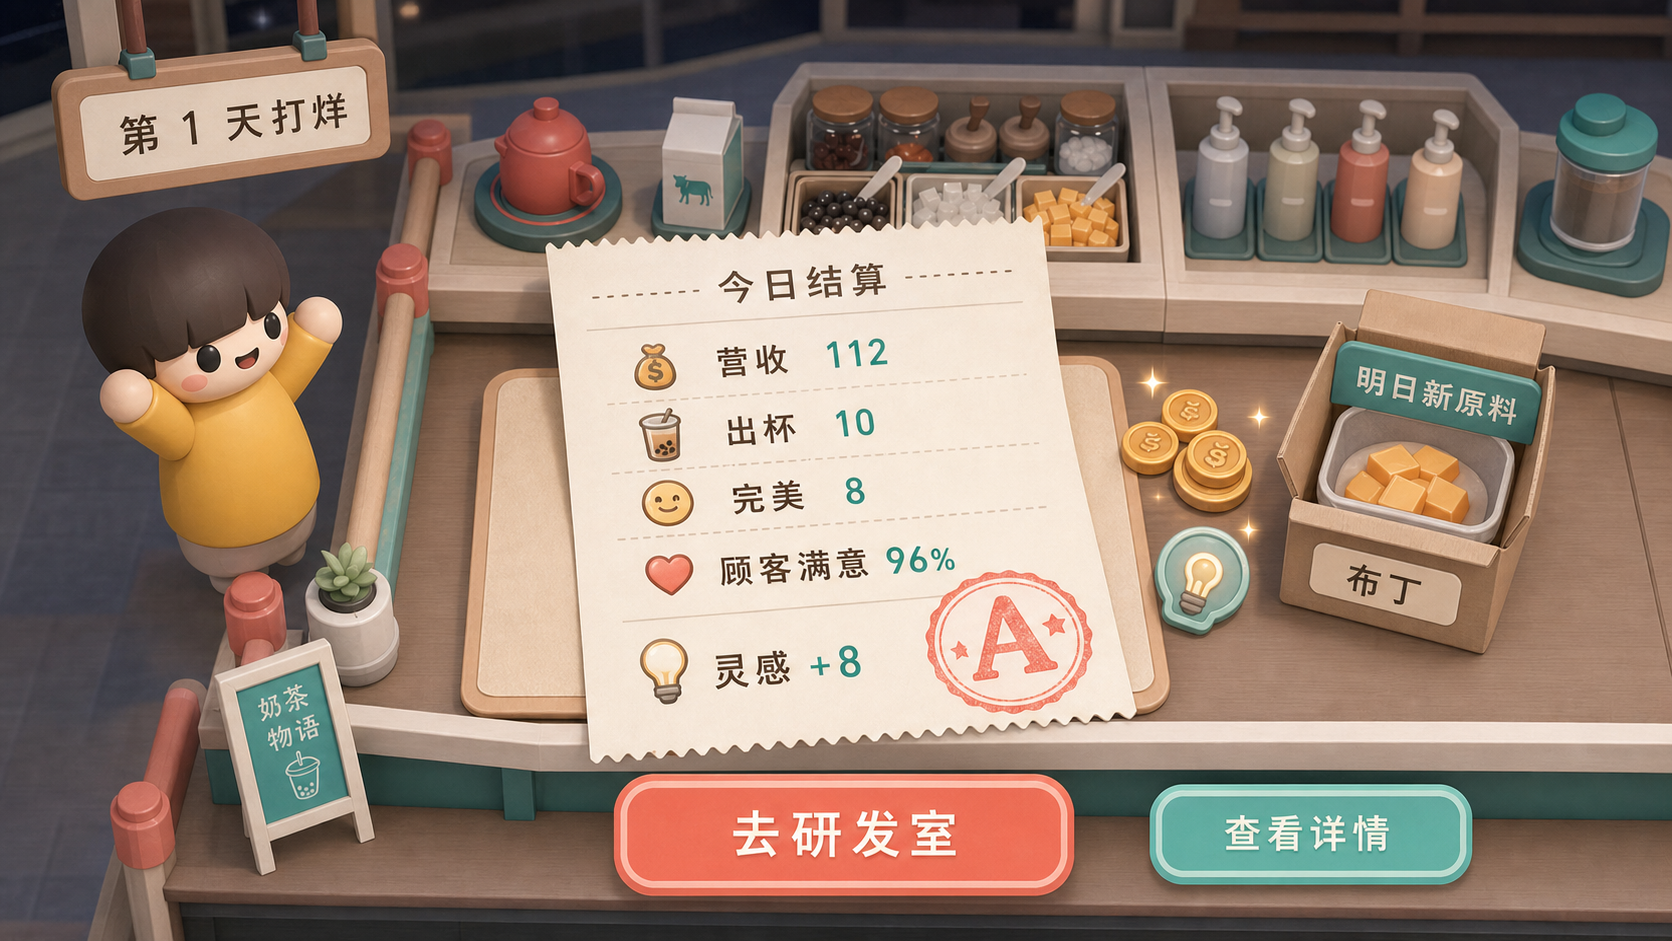 第 1 天打烊
今日结算
营收 112
出杯 10
完美 8
顾客满意 96%
灵感 +8
A
明日新原料
布丁
奶茶
物语
去研发室
查看详情